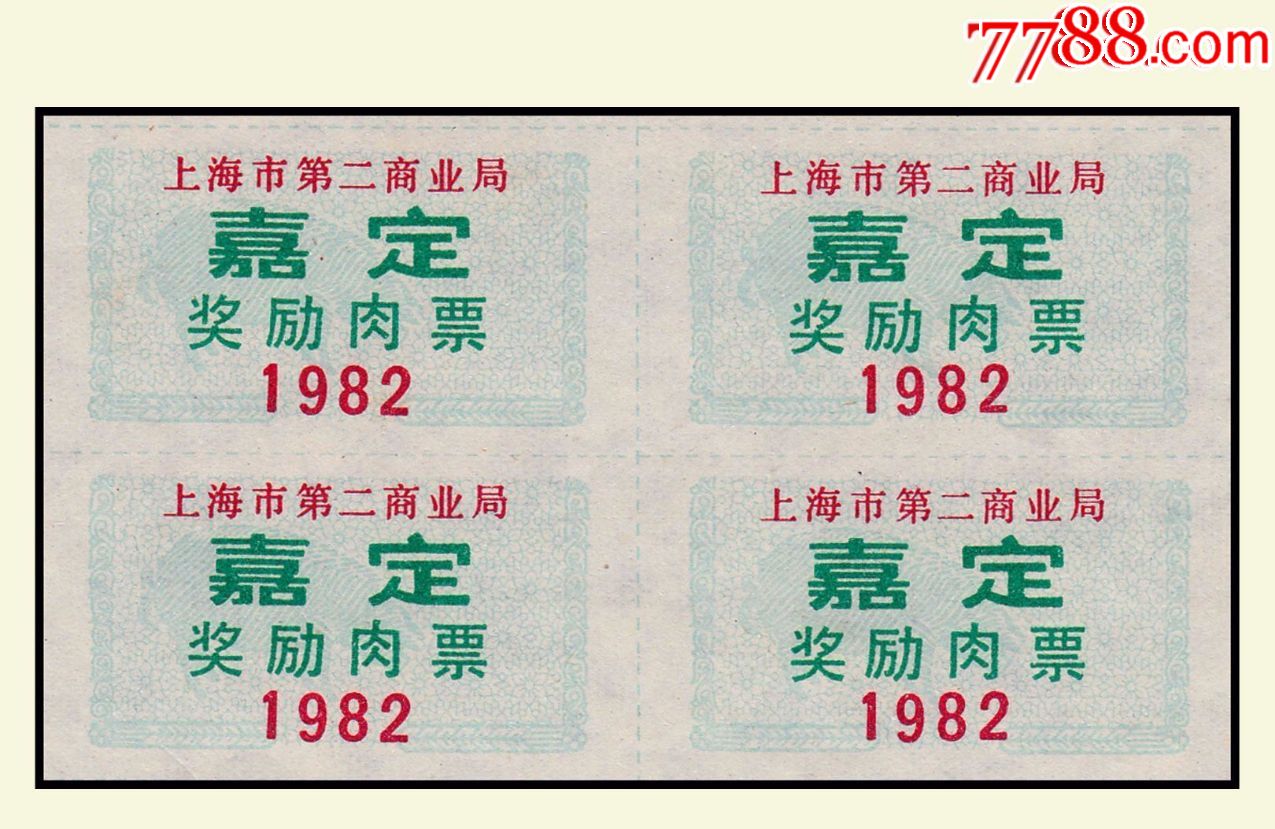 7788.com
上海市第二商业局
嘉定
奖励肉票
1982
上海市第二商业局
嘉定
奖励肉票
1982
上海市第二商业局
嘉定
奖励肉票
1982
上海市第二商业局
嘉定
奖励肉票
1982